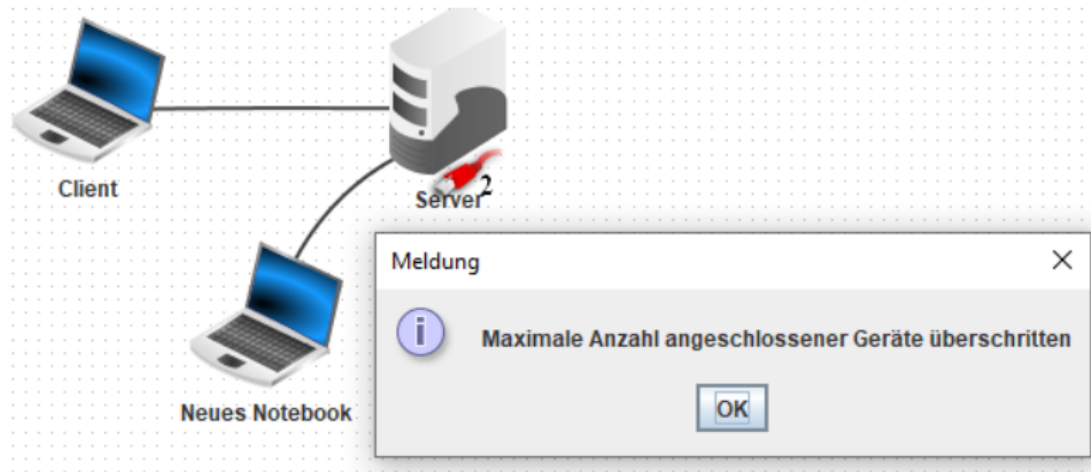 Client
2
Server
Neues Notebook
Meldung
Maximale Anzahl angeschlossener Geräte überschritten
OK